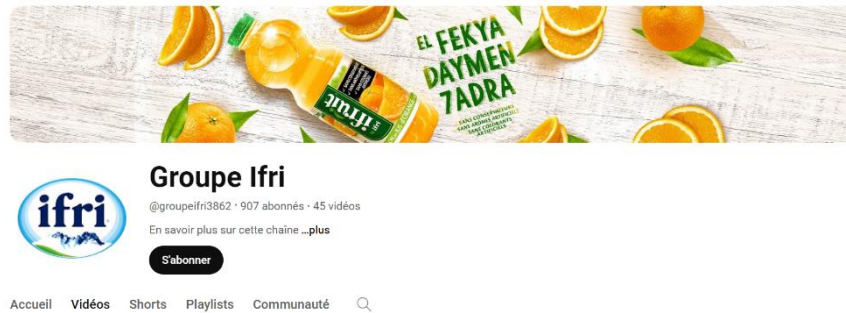 EL FEKYA
DAYMEN
7ADRA
SANS CONSERVATEURS
SANS ARÔMES ARTIFICIELS
SANS COLORANTS
ARTIFICIELS
ifruit
ifri
ifri
Groupe Ifri
@groupeifri3862 · 907 abonnés · 45 vidéos
En savoir plus sur cette chaîne ...plus
S'abonner
Accueil Vidéos Shorts Playlists Communauté